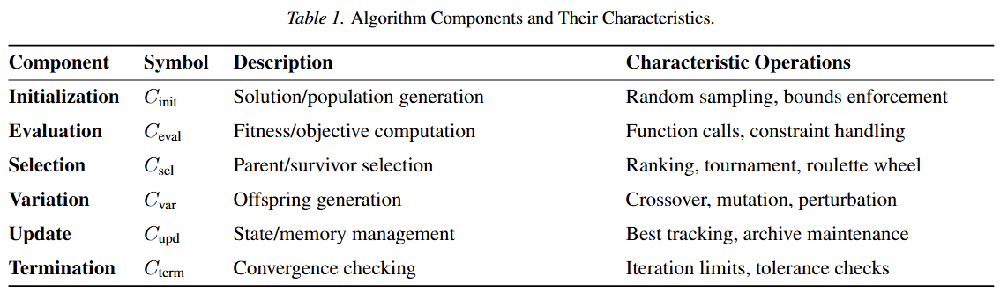 Table 1. Algorithm Components and Their Characteristics.
Component Symbol Description Characteristic Operations
Initialization C_init Solution/population generation Random sampling, bounds enforcement
Evaluation C_eval Fitness/objective computation Function calls, constraint handling
Selection C_sel Parent/survivor selection Ranking, tournament, roulette wheel
Variation C_var Offspring generation Crossover, mutation, perturbation
Update C_upd State/memory management Best tracking, archive maintenance
Termination C_term Convergence checking Iteration limits, tolerance checks